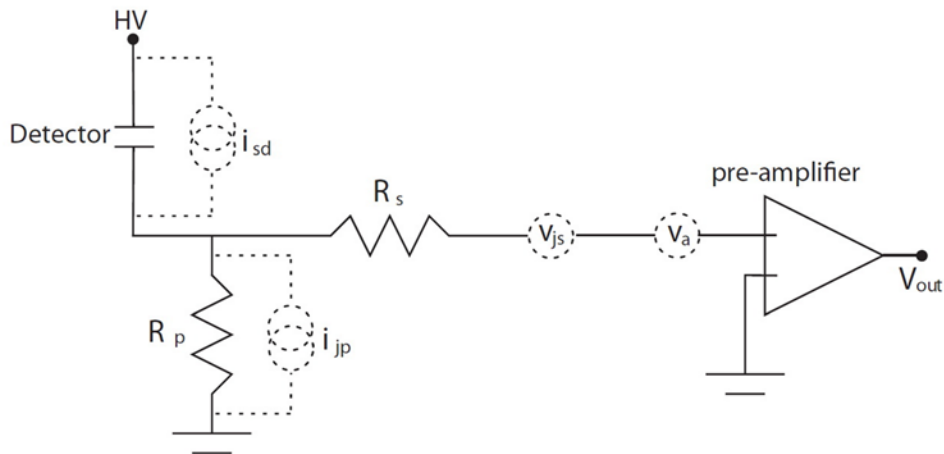 HV
Detector
i sd
R s
v js
v a
pre-amplifier
V out
R p
i jp